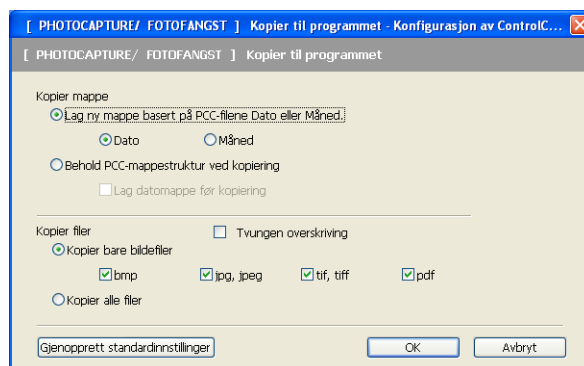 [ PHOTOCAPTURE/ FOTOFANGST ] Kopier til programmet - Konfigurasjon av ControlC...
[ PHOTOCAPTURE/ FOTOFANGST ] Kopier til programmet
Kopier mappe
Lag ny mappe basert på PCC-filene Dato eller Måned.
Dato Måned
Behold PCC-mappestruktur ved kopiering
Lag datomappe før kopiering
Kopier filer Tvungen overskriving
Kopier bare bildefiler
bmp jpg, jpeg tif, tiff pdf
Kopier alle filer
Gjenopprett standardinnstillinger OK Avbryt